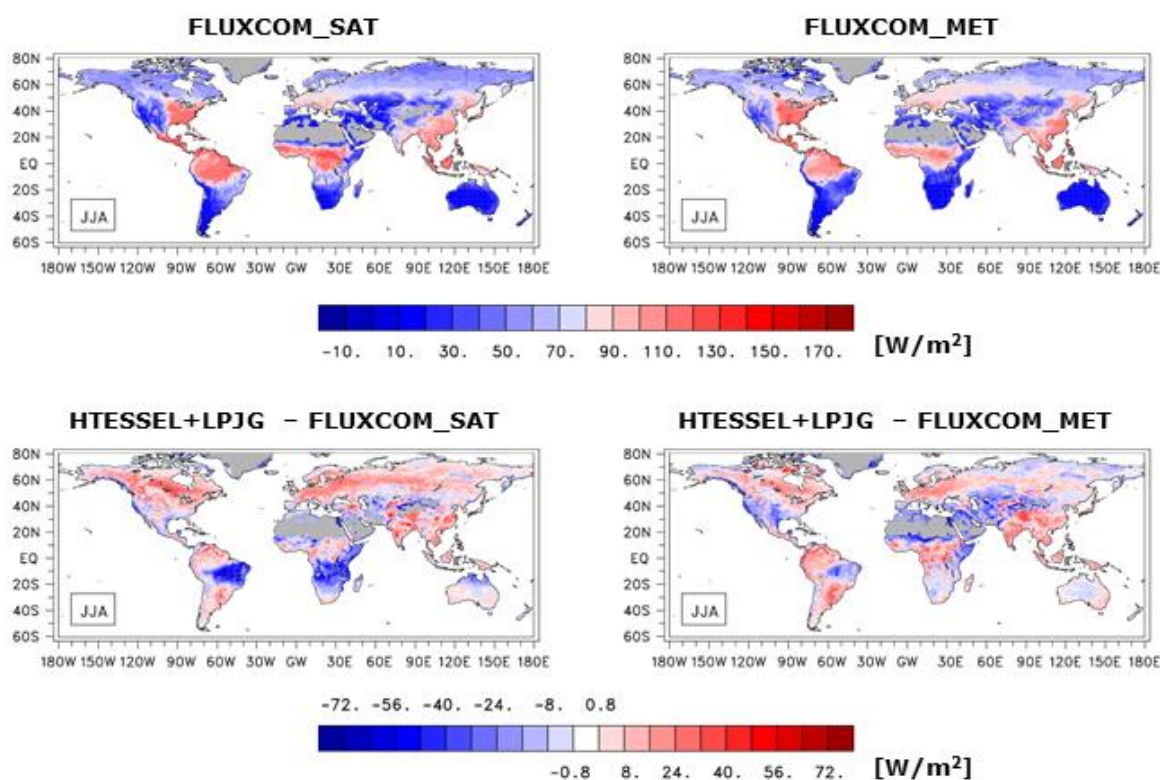 FLUXCOM_SAT
FLUXCOM_MET
80N
60N
40N
20N
EQ
20S
40S
60S
JJA
180W 150W 120W 90W 60W 30W GW 30E 60E 90E 120E 150E 180E
80N
60N
40N
20N
EQ
20S
40S
60S
JJA
180W 150W 120W 90W 60W 30W GW 30E 60E 90E 120E 150E 180E
-10. 10. 30. 50. 70. 90. 110. 130. 150. 170. [W/m²]
HTESSEL+LPJG – FLUXCOM_SAT
HTESSEL+LPJG – FLUXCOM_MET
80N
60N
40N
20N
EQ
20S
40S
60S
JJA
180W 150W 120W 90W 60W 30W GW 30E 60E 90E 120E 150E 180E
80N
60N
40N
20N
EQ
20S
40S
60S
JJA
180W 150W 120W 90W 60W 30W GW 30E 60E 90E 120E 150E 180E
-72. -56. -40. -24. -8. 0.8
-0.8 8. 24. 40. 56. 72. [W/m²]